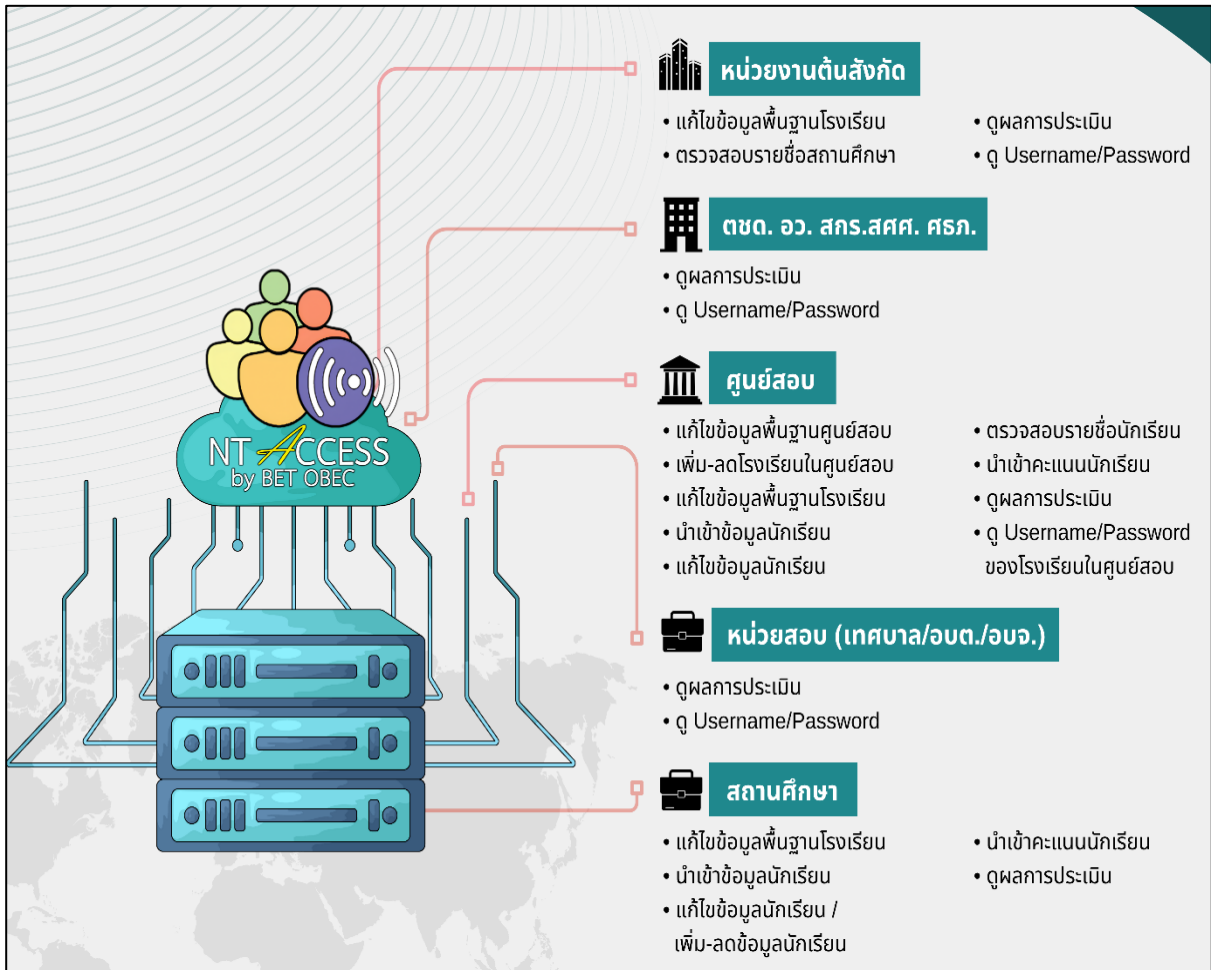 NT ACCESS
by BET OBEC
หน่วยงานต้นสังกัด
• แก้ไขข้อมูลพื้นฐานโรงเรียน
• ตรวจสอบรายชื่อสถานศึกษา
• ดูผลการประเมิน
• ดู Username/Password
ตชด. อว. สกร.สศศ. ศธภ.
• ดูผลการประเมิน
• ดู Username/Password
ศูนย์สอบ
• แก้ไขข้อมูลพื้นฐานศูนย์สอบ
• เพิ่ม-ลดโรงเรียนในศูนย์สอบ
• แก้ไขข้อมูลพื้นฐานโรงเรียน
• นำเข้าข้อมูลนักเรียน
• แก้ไขข้อมูลนักเรียน
• ตรวจสอบรายชื่อนักเรียน
• นำเข้าคะแนนนักเรียน
• ดูผลการประเมิน
• ดู Username/Password
ของโรงเรียนในศูนย์สอบ
หน่วยสอบ (เทศบาล/อบต./อบจ.)
• ดูผลการประเมิน
• ดู Username/Password
สถานศึกษา
• แก้ไขข้อมูลพื้นฐานโรงเรียน
• นำเข้าข้อมูลนักเรียน
• แก้ไขข้อมูลนักเรียน /
เพิ่ม-ลดข้อมูลนักเรียน
• นำเข้าคะแนนนักเรียน
• ดูผลการประเมิน